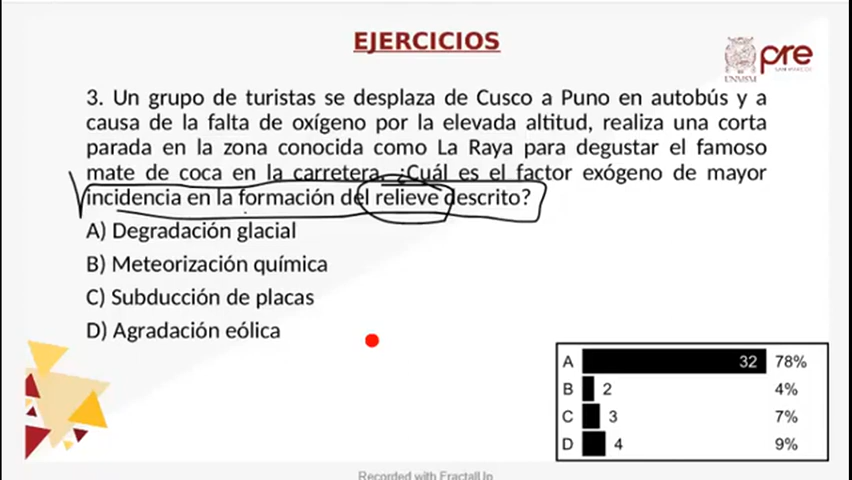 EJERCICIOS
UNMSM
pre
SAN MARCOS
3. Un grupo de turistas se desplaza de Cusco a Puno en autobús y a
causa de la falta de oxígeno por la elevada altitud, realiza una corta
parada en la zona conocida como La Raya para degustar el famoso
mate de coca en la carretera. ¿Cuál es el factor exógeno de mayor
incidencia en la formación del relieve descrito?
A) Degradación glacial
B) Meteorización química
C) Subducción de placas
D) Agradación eólica
A 32 78%
B 2 4%
C 3 7%
D 4 9%
Recorded with FractalUp